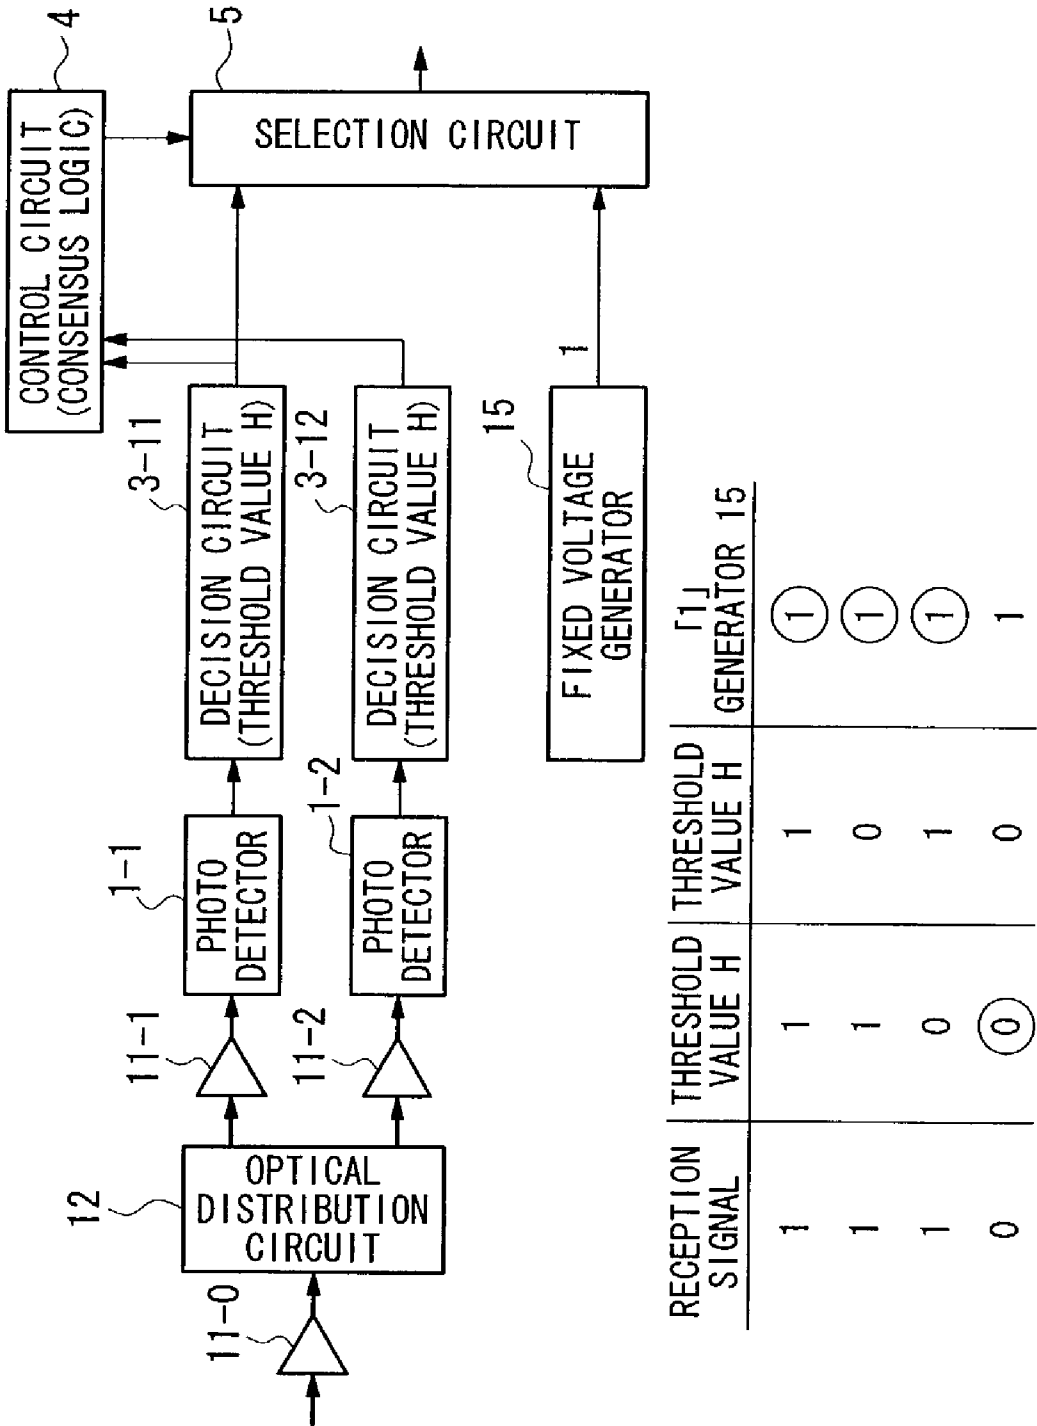 4
CONTROL CIRCUIT
(CONSENSUS LOGIC)
5
SELECTION CIRCUIT
3-11
DECISION CIRCUIT
(THRESHOLD VALUE H)
3-12
DECISION CIRCUIT
(THRESHOLD VALUE H)
1-1
PHOTO
DETECTOR
1-2
PHOTO
DETECTOR
11-1
11-2
12
OPTICAL
DISTRIBUTION
CIRCUIT
11-0
15
FIXED VOLTAGE
GENERATOR
1
RECEPTION SIGNAL THRESHOLD VALUE H THRESHOLD VALUE H 「1」 GENERATOR 15
1 1 1 1
1 1 0 1
1 0 1 1
0 0 0 1